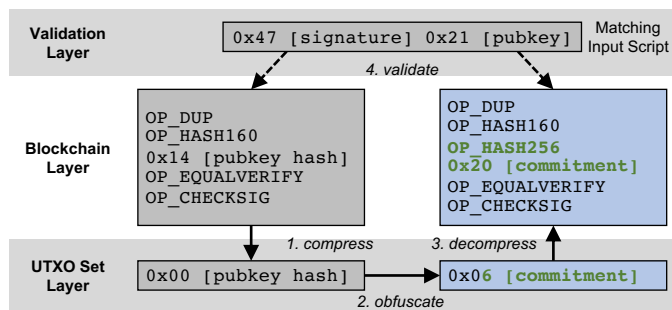 Validation
Layer
0x47 [signature] 0x21 [pubkey]
Matching
Input Script
4. validate
Blockchain
Layer
OP_DUP
OP_HASH160
0x14 [pubkey hash]
OP_EQUALVERIFY
OP_CHECKSIG
OP_DUP
OP_HASH160
OP_HASH256
0x20 [commitment]
OP_EQUALVERIFY
OP_CHECKSIG
1. compress
3. decompress
UTXO Set
Layer
0x00 [pubkey hash]
0x06 [commitment]
2. obfuscate